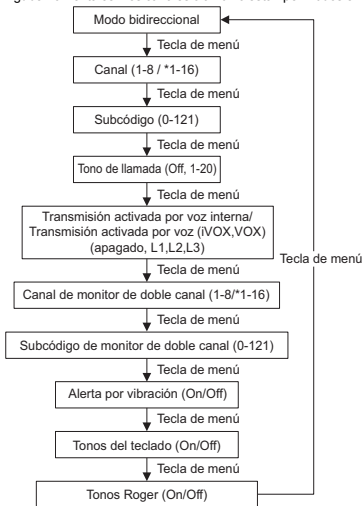 Modo bidireccional
Tecla de menú
Canal (1-8 / *1-16)
Tecla de menú
Subcódigo (0-121)
Tecla de menú
Tono de llamada (Off, 1-20)
Tecla de menú
Transmisión activada por voz interna/
Transmisión activada por voz (iVOX,VOX)
(apagado, L1,L2,L3)
Tecla de menú
Tecla de menú
Canal de monitor de doble canal (1-8/*1-16)
Tecla de menú
Subcódigo de monitor de doble canal (0-121)
Tecla de menú
Alerta por vibración (On/Off)
Tecla de menú
Tonos del teclado (On/Off)
Tecla de menú
Tonos Roger (On/Off)